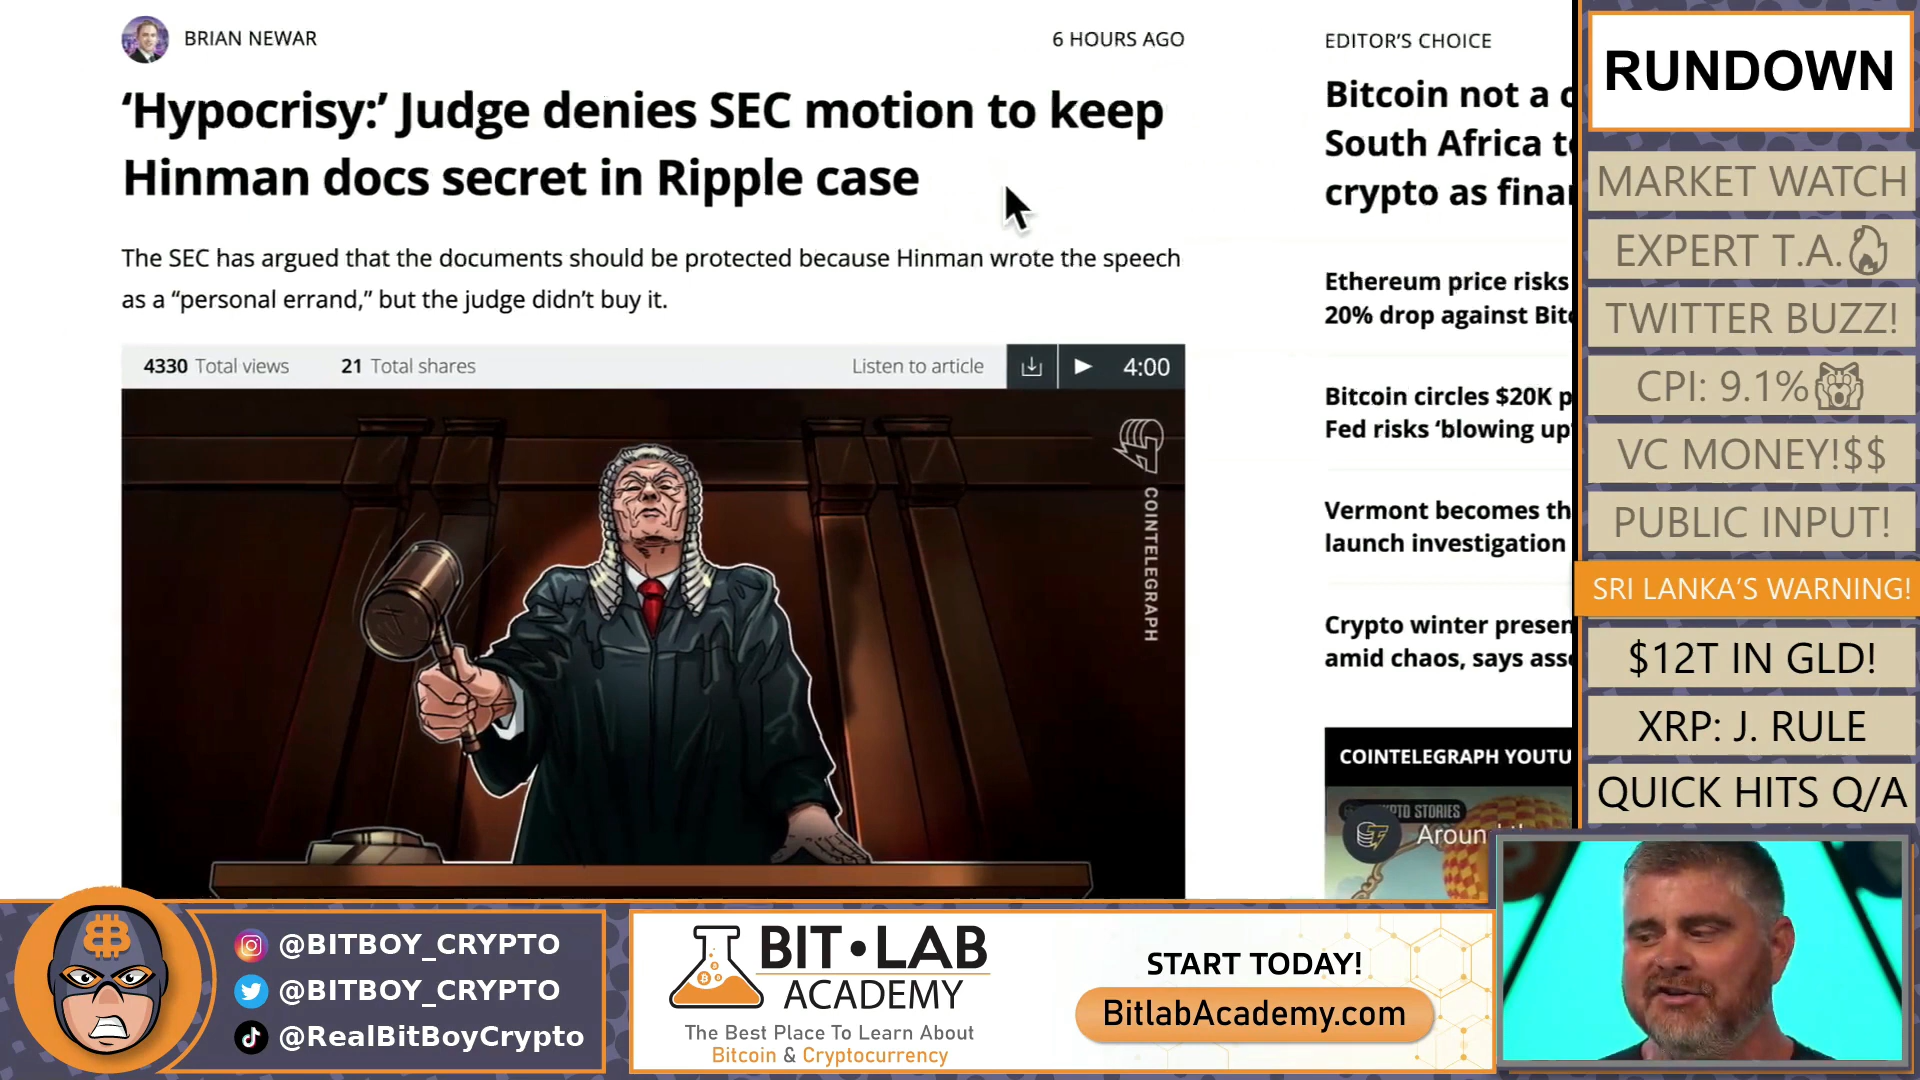 BRIAN NEWAR
6 HOURS AGO
‘Hypocrisy:’ Judge denies SEC motion to keep
Hinman docs secret in Ripple case
The SEC has argued that the documents should be protected because Hinman wrote the speech
as a “personal errand,” but the judge didn’t buy it.
4330 Total views
21 Total shares
Listen to article
4:00
COINTELEGRAPH
EDITOR’S CHOICE
Bitcoin not a c
South Africa t
crypto as fina
Ethereum price risks
20% drop against Bit
Bitcoin circles $20K p
Fed risks ‘blowing up
Vermont becomes th
launch investigation
Crypto winter presen
amid chaos, says ass
COINTELEGRAPH YOUTU
PTO STORIES
Aroun
RUNDOWN
MARKET WATCH
EXPERT T.A.
TWITTER BUZZ!
CPI: 9.1%
VC MONEY!$$
PUBLIC INPUT!
SRI LANKA’S WARNING!
$12T IN GLD!
XRP: J. RULE
QUICK HITS Q/A
@BITBOY_CRYPTO
@BITBOY_CRYPTO
@RealBitBoyCrypto
BIT•LAB
ACADEMY
The Best Place To Learn About
Bitcoin & Cryptocurrency
START TODAY!
BitlabAcademy.com